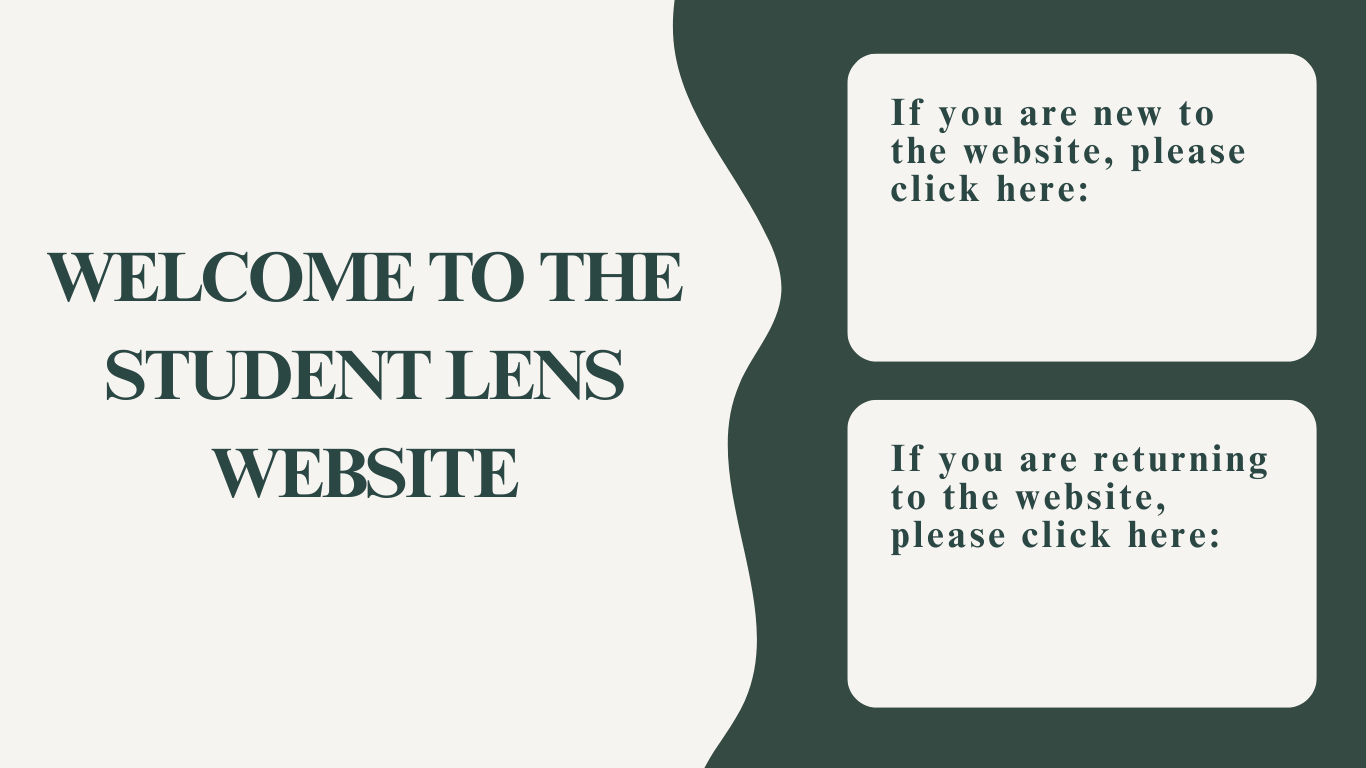 WELCOME TO THE
STUDENT LENS
WEBSITE
If you are new to
the website, please
click here:
If you are returning
to the website,
please click here: